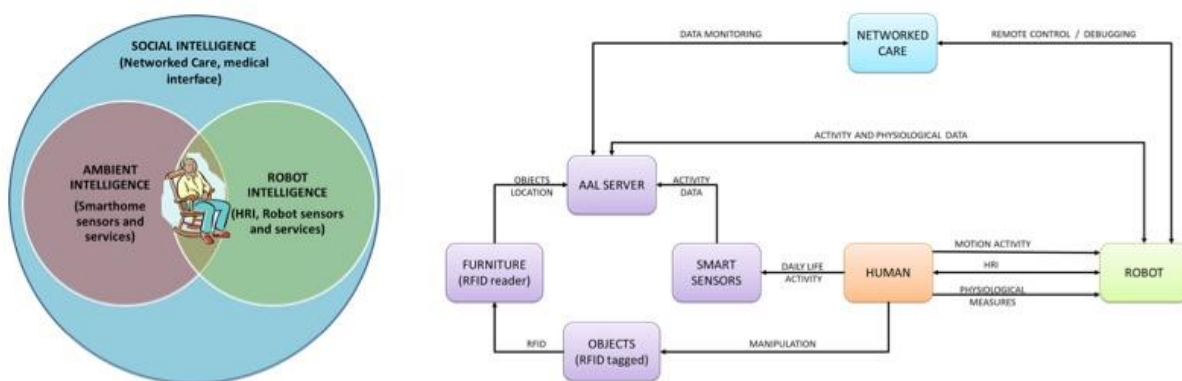 SOCIAL INTELLIGENCE
(Networked Care, medical
interface)
AMBIENT
INTELLIGENCE
(Smarthome
sensors and
services)
ROBOT
INTELLIGENCE
(HRI, Robot sensors
and services)
DATA MONITORING
NETWORKED
CARE
REMOTE CONTROL / DEBUGGING
ACTIVITY AND PHYSIOLOGICAL DATA
OBJECTS
LOCATION
AAL SERVER
ACTIVITY
DATA
FURNITURE
(RFID reader)
SMART
SENSORS
DAILY LIFE
ACTIVITY
HUMAN
MOTION ACTIVITY
HRI
PHYSIOLOGICAL
MEASURES
ROBOT
RFID
OBJECTS
(RFID tagged)
MANIPULATION